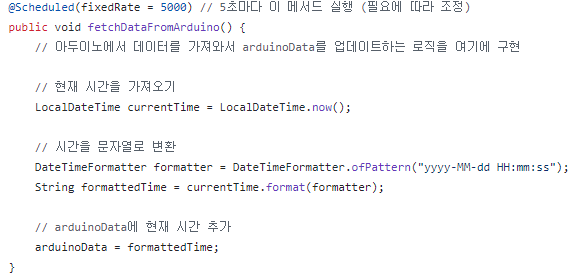 @Scheduled(fixedRate = 5000) // 5초마다 이 메서드 실행 (필요에 따라 조정)
public void fetchDataFromArduino() {
    // 아두이노에서 데이터를 가져와서 arduinoData를 업데이트하는 로직을 여기에 구현

    // 현재 시간을 가져오기
    LocalDateTime currentTime = LocalDateTime.now();

    // 시간을 문자열로 변환
    DateTimeFormatter formatter = DateTimeFormatter.ofPattern("yyyy-MM-dd HH:mm:ss");
    String formattedTime = currentTime.format(formatter);

    // arduinoData에 현재 시간 추가
    arduinoData = formattedTime;
}